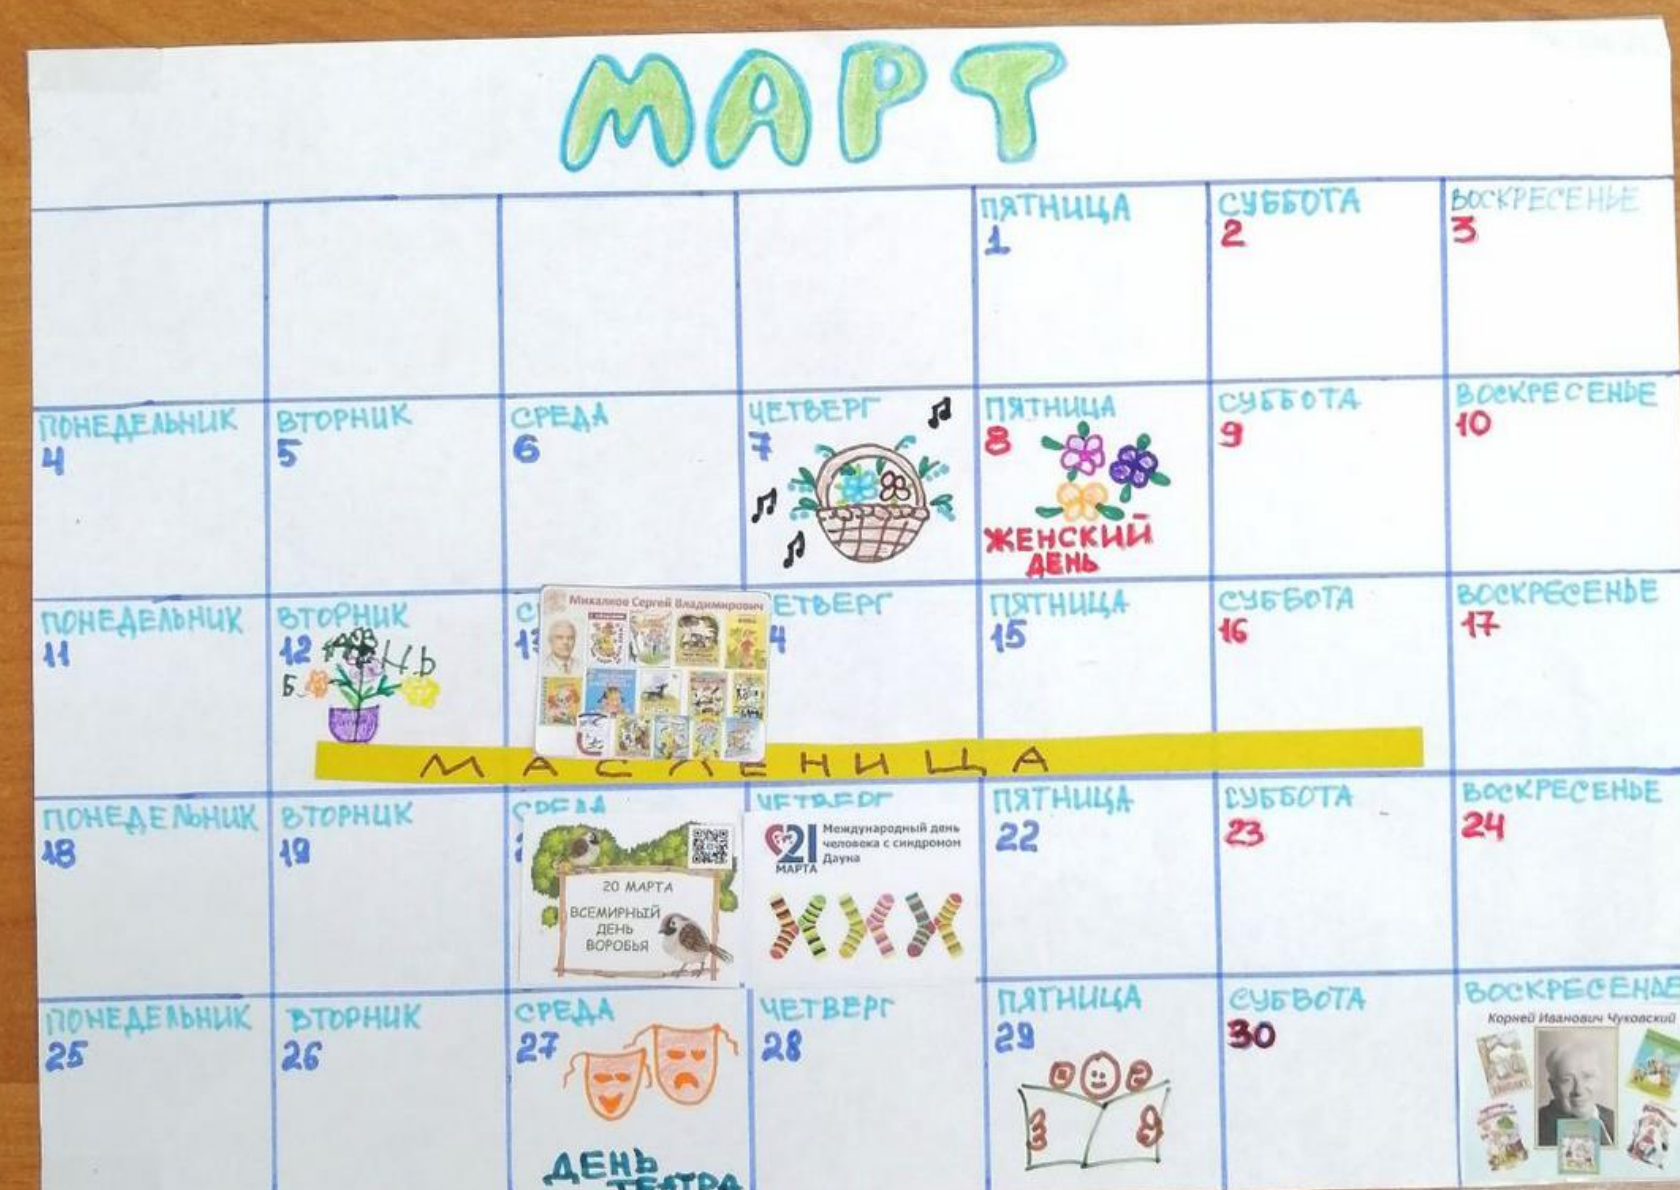 МАРТ
ПЯТНИЦА СУББОТА ВОСКРЕСЕНЬЕ
1 2 3
ПОНЕДЕЛЬНИК ВТОРНИК СРЕДА ЧЕТВЕРГ ПЯТНИЦА СУББОТА ВОСКРЕСЕНЬЕ
4 5 6 7 8 9 10
ЖЕНСКИЙ
ДЕНЬ
ПОНЕДЕЛЬНИК ВТОРНИК С ЕТВЕРГ ПЯТНИЦА СУББОТА ВОСКРЕСЕНЬЕ
11 12 13 4 15 16 17
Михалков Сергей Владимирович
МАСЛЕНИЦА
ПОНЕДЕЛЬНИК ВТОРНИК СРЕДА ЧЕТВЕРГ ПЯТНИЦА СУББОТА ВОСКРЕСЕНЬЕ
18 19 22 23 24
20 МАРТА
ВСЕМИРНЫЙ
ДЕНЬ
ВОРОБЬЯ
21
МАРТА
Международный день
человека с синдромом
Дауна
ПОНЕДЕЛЬНИК ВТОРНИК СРЕДА ЧЕТВЕРГ ПЯТНИЦА СУББОТА ВОСКРЕСЕНЬЕ
25 26 27 28 29 30
ДЕНЬ
ТЕАТРА
Корней Иванович Чуковский